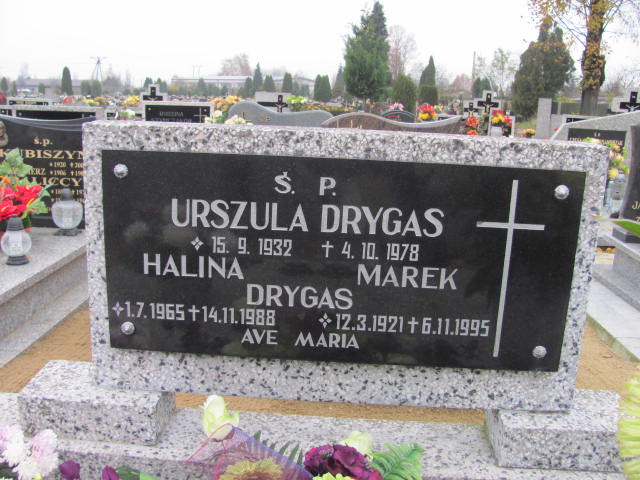 Ś. P.
URSZULA DRYGAS
15. 9. 1932 + 4. 10. 1978
HALINA MAREK
DRYGAS
1.7.1965 + 14.11.1988 12.3.1921 + 6.11.1995
AVE MARIA
ś.p.